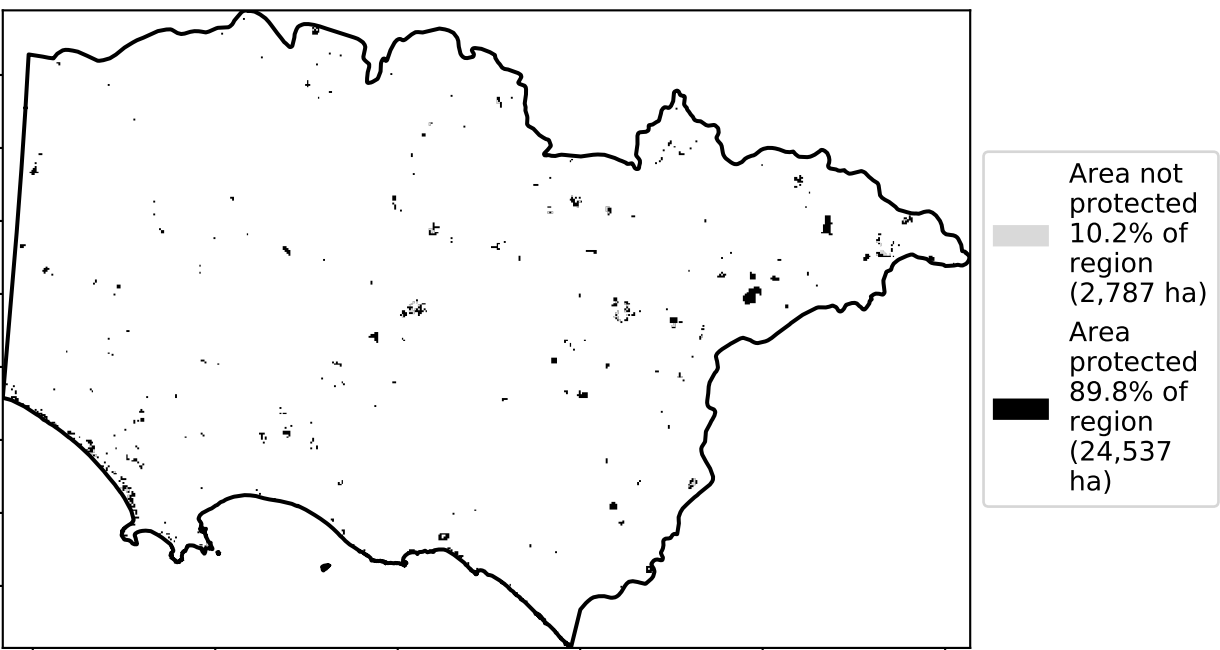 Area not
protected
10.2% of
region
(2,787 ha)
Area
protected
89.8% of
region
(24,537
ha)